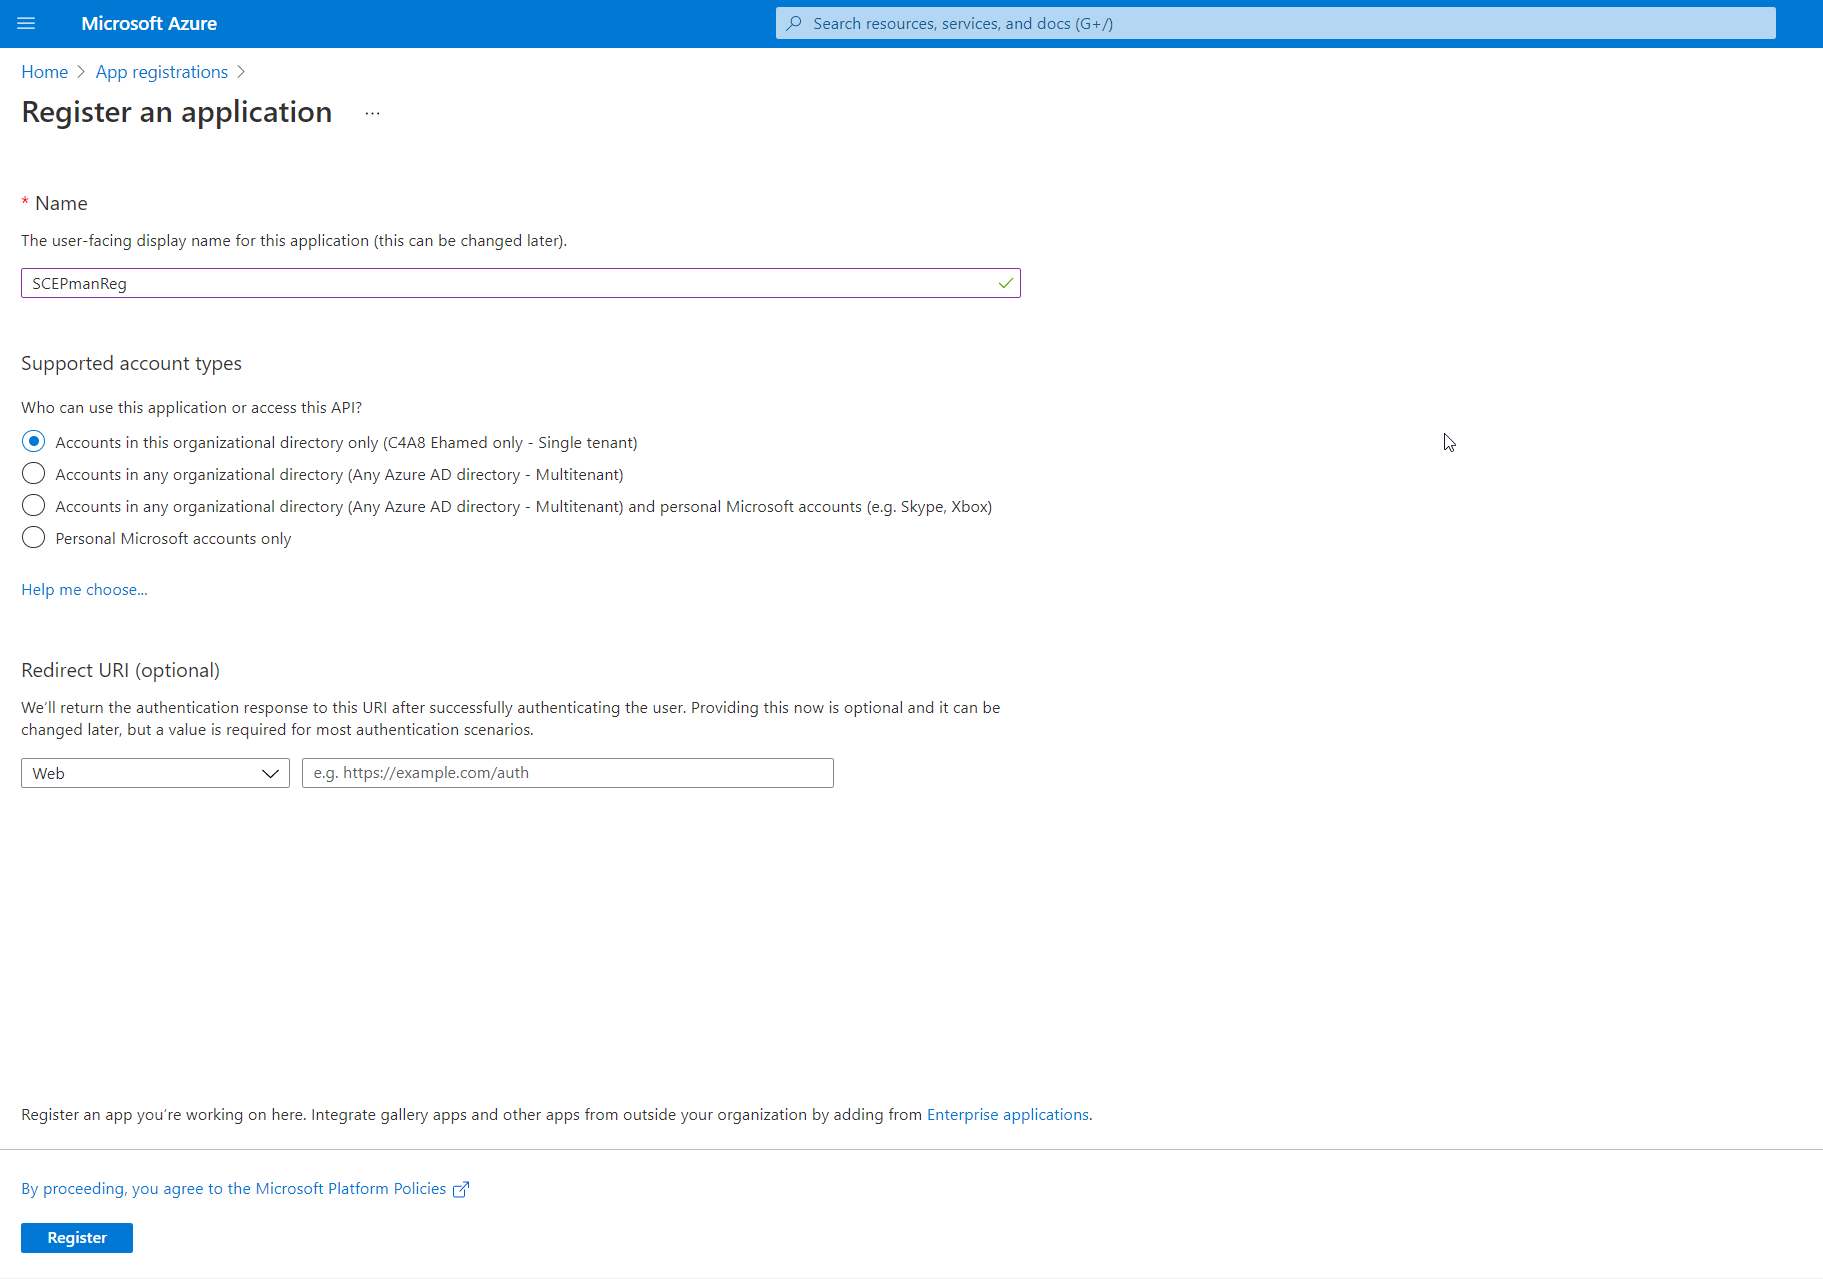 Microsoft Azure
Search resources, services, and docs (G+/)
Home > App registrations >
Register an application ...
* Name
The user-facing display name for this application (this can be changed later).
SCEPmanReg
Supported account types
Who can use this application or access this API?
Accounts in this organizational directory only (C4A8 Ehamed only - Single tenant)
Accounts in any organizational directory (Any Azure AD directory - Multitenant)
Accounts in any organizational directory (Any Azure AD directory - Multitenant) and personal Microsoft accounts (e.g. Skype, Xbox)
Personal Microsoft accounts only
Help me choose...
Redirect URI (optional)
We'll return the authentication response to this URI after successfully authenticating the user. Providing this now is optional and it can be
changed later, but a value is required for most authentication scenarios.
Web
e.g. https://example.com/auth
Register an app you're working on here. Integrate gallery apps and other apps from outside your organization by adding from Enterprise applications.
By proceeding, you agree to the Microsoft Platform Policies
Register